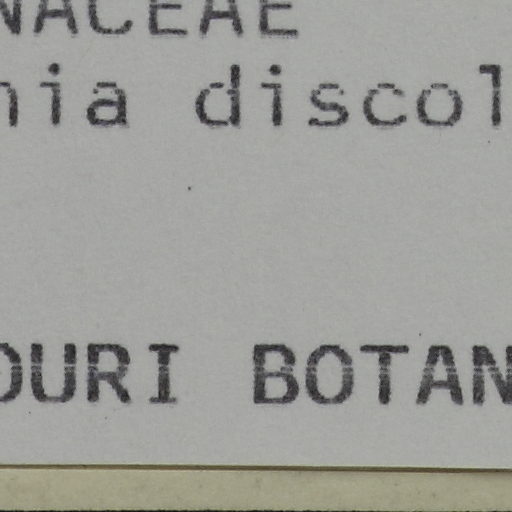 NACEAE
nia discol
OURI BOTAN